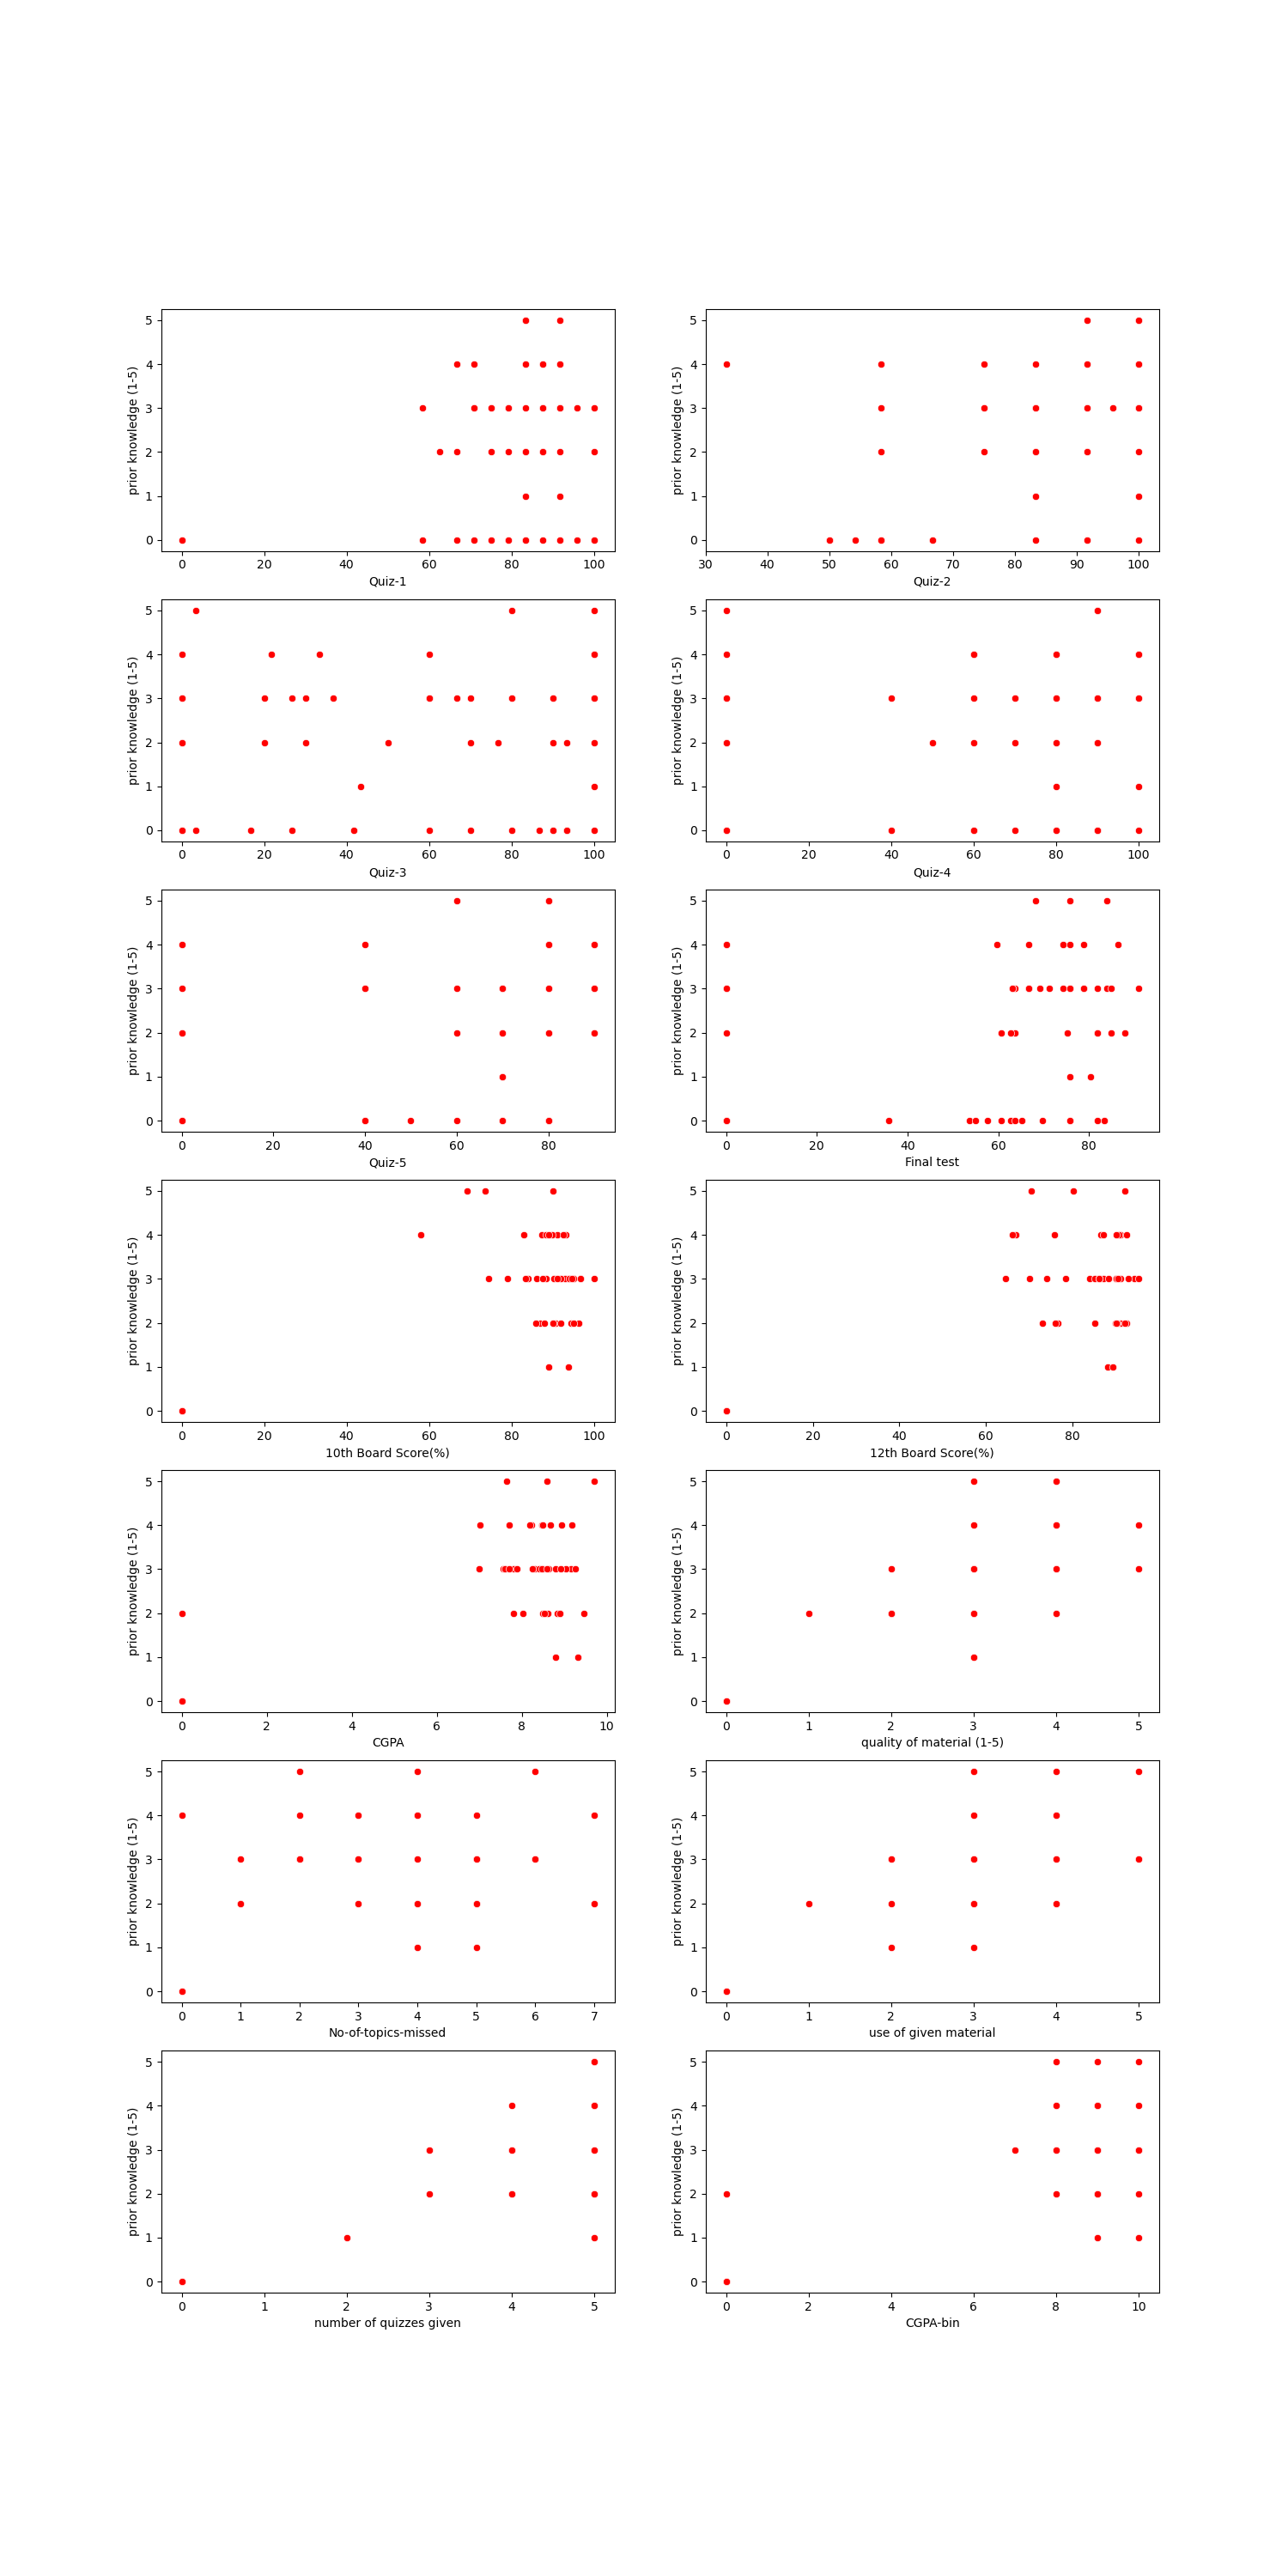 prior knowledge (1-5)
5
4
3
2
1
0
0 20 40 60 80 100
Quiz-1
prior knowledge (1-5)
5
4
3
2
1
0
30 40 50 60 70 80 90 100
Quiz-2
prior knowledge (1-5)
5
4
3
2
1
0
0 20 40 60 80 100
Quiz-3
prior knowledge (1-5)
5
4
3
2
1
0
0 20 40 60 80 100
Quiz-4
prior knowledge (1-5)
5
4
3
2
1
0
0 20 40 60 80
Quiz-5
prior knowledge (1-5)
5
4
3
2
1
0
0 20 40 60 80
Final test
prior knowledge (1-5)
5
4
3
2
1
0
0 20 40 60 80 100
10th Board Score(%)
prior knowledge (1-5)
5
4
3
2
1
0
0 20 40 60 80
12th Board Score(%)
prior knowledge (1-5)
5
4
3
2
1
0
0 2 4 6 8 10
CGPA
prior knowledge (1-5)
5
4
3
2
1
0
0 1 2 3 4 5
quality of material (1-5)
prior knowledge (1-5)
5
4
3
2
1
0
0 1 2 3 4 5 6 7
No-of-topics-missed
prior knowledge (1-5)
5
4
3
2
1
0
0 1 2 3 4 5
use of given material
prior knowledge (1-5)
5
4
3
2
1
0
0 1 2 3 4 5
number of quizzes given
prior knowledge (1-5)
5
4
3
2
1
0
0 2 4 6 8 10
CGPA-bin